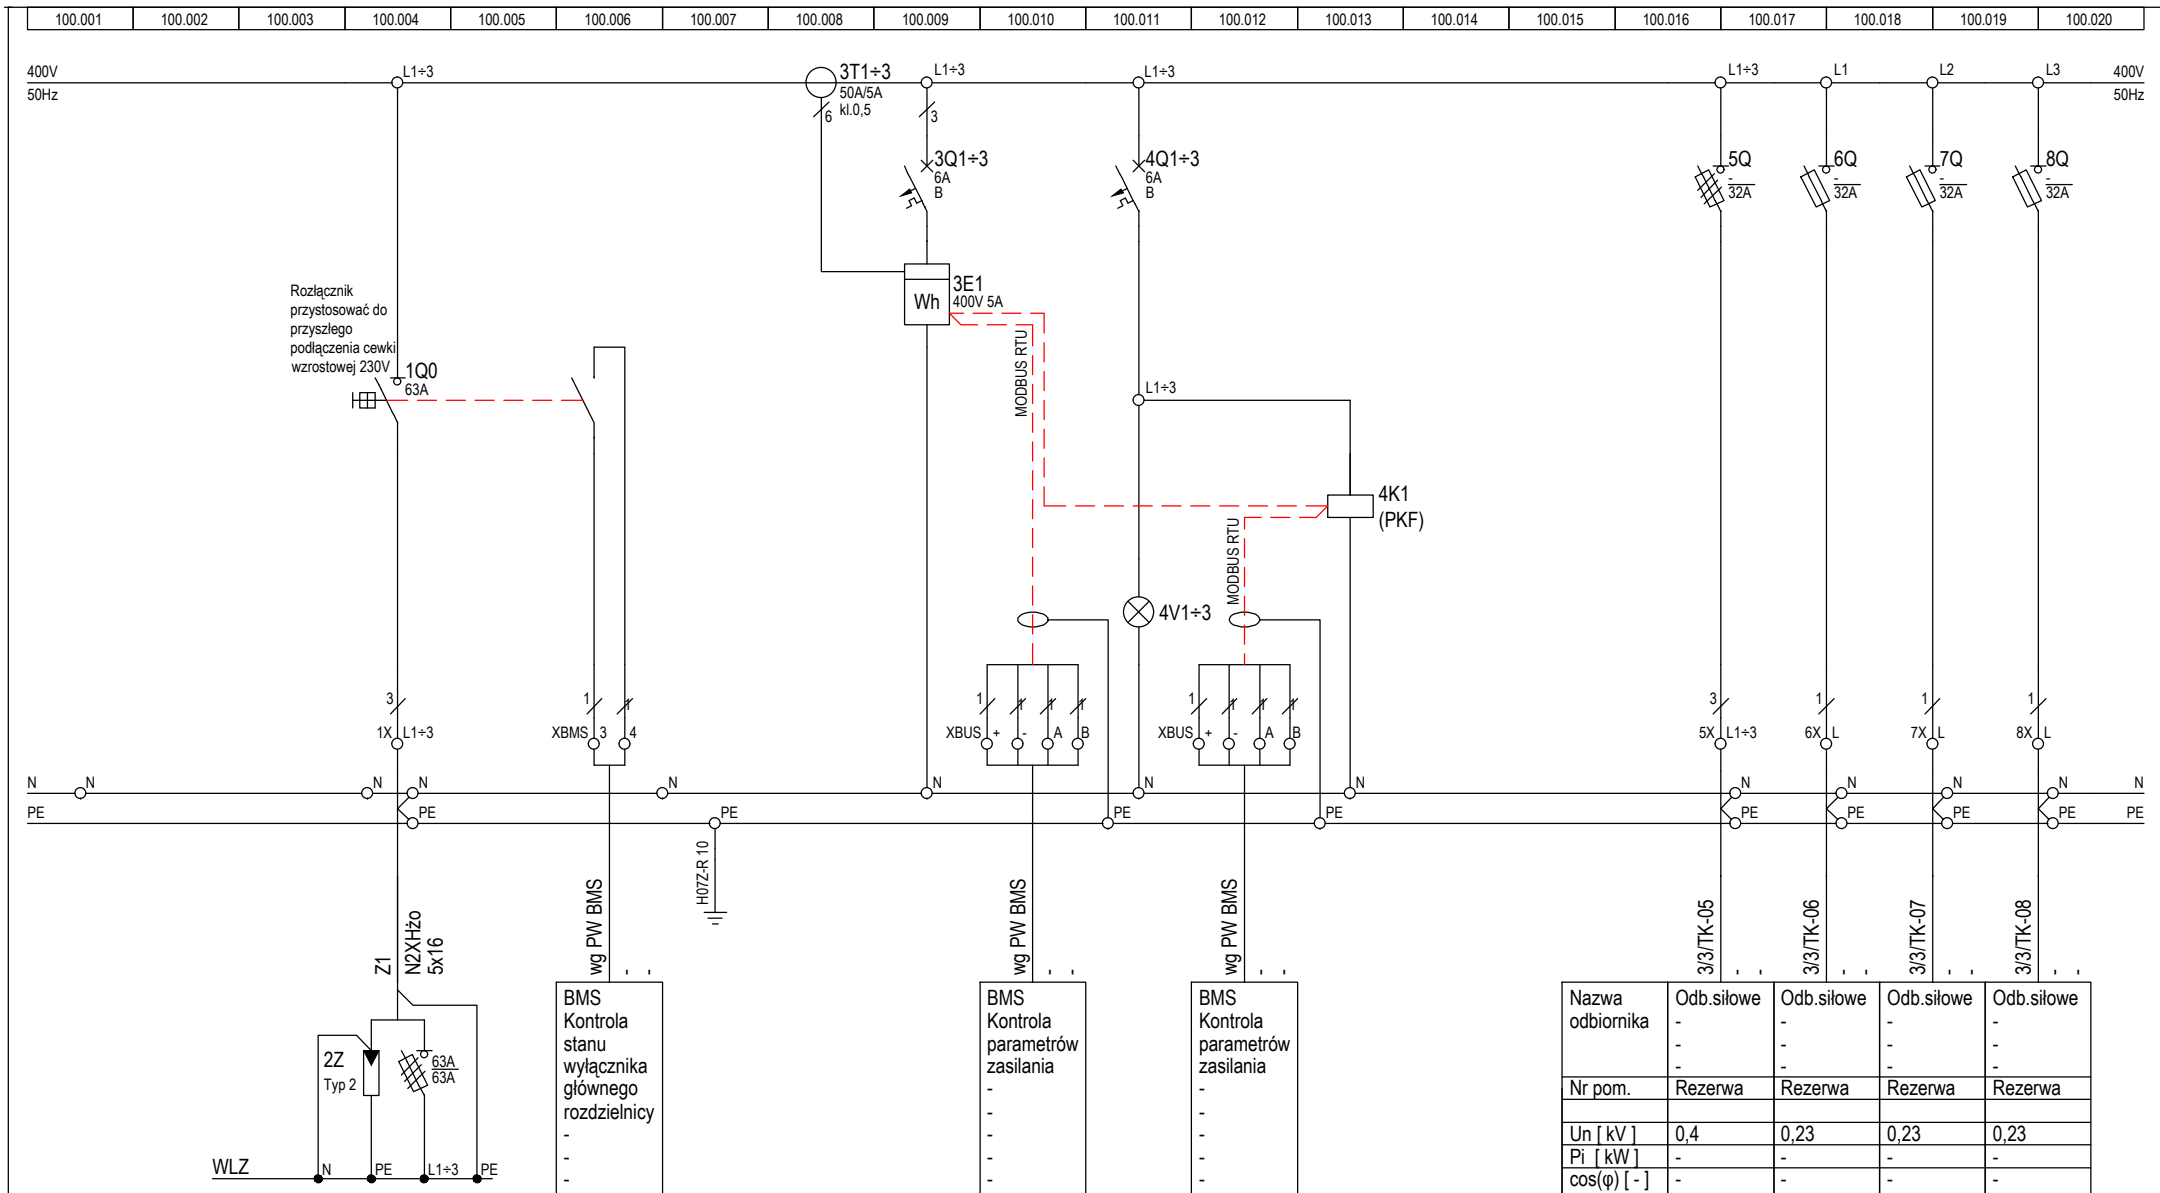 100.001 100.002 100.003 100.004 100.005 100.006 100.007 100.008 100.009 100.010 100.011 100.012 100.013 100.014 100.015 100.016 100.017 100.018 100.019 100.020
400V L1÷3 3T1÷3 L1÷3 L1÷3 L1÷3 L1 L2 L3 400V
50Hz 50A/5A 50Hz
kl.0,5
6 3
3Q1÷3 4Q1÷3 5Q 6Q 7Q 8Q
6A 6A - - - -
B B 32A 32A 32A 32A
3E1
400V 5A
Wh
Rozłącznik
przystosować do
przyszłego
podłączenia cewki
wzrostowej 230V
1Q0
63A
MODBUS RTU
L1÷3
4K1
(PKF)
MODBUS RTU
4V1÷3
3 1 1 1 1 1 1 1 1 1 1 3 1 1 1
1X L1÷3 XBMS 3 4 XBUS + - A B XBUS + - A B 5X L1÷3 6X L 7X L 8X L
N N N N N N N N N N N N N
PE PE PE PE PE PE PE PE PE PE
H07Z-R 10
Z1
N2XHżo
5x16
wg PW BMS - -
wg PW BMS - -
wg PW BMS - -
3/3/TK-05 - -
3/3/TK-06 - -
3/3/TK-07 - -
3/3/TK-08 - -
2Z
Typ 2
63A
63A
WLZ N PE L1÷3 PE
BMS
Kontrola
stanu
wyłącznika
głównego
rozdzielnicy
-
-
-
BMS
Kontrola
parametrów
zasilania
-
-
-
-
-
BMS
Kontrola
parametrów
zasilania
-
-
-
-
-
Nazwa Odb.siłowe Odb.siłowe Odb.siłowe Odb.siłowe
odbiornika - - - -
- - - -
- - - -
Nr pom. Rezerwa Rezerwa Rezerwa Rezerwa
Un [ kV ] 0,4 0,23 0,23 0,23
Pi [ kW ] - - - -
cos(φ) [ - ] - - - -